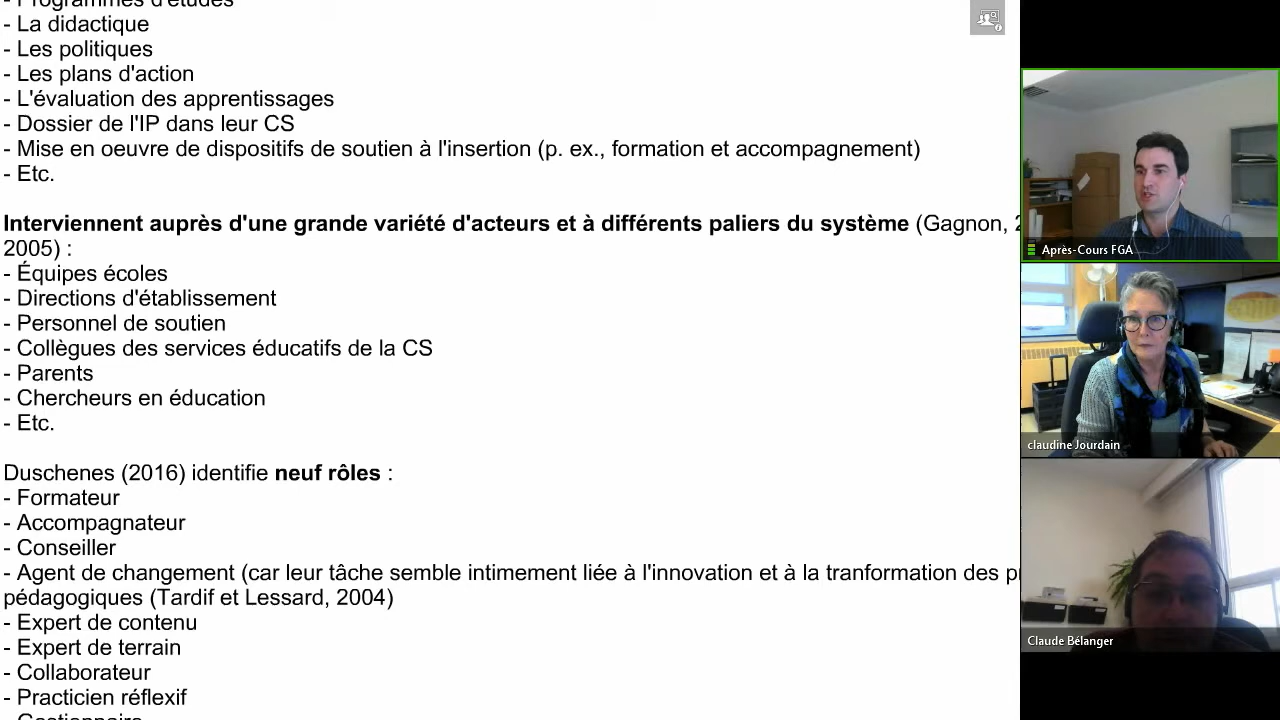 - Programmes d'études
- La didactique
- Les politiques
- Les plans d'action
- L'évaluation des apprentissages
- Dossier de l'IP dans leur CS
- Mise en oeuvre de dispositifs de soutien à l'insertion (p. ex., formation et accompagnement)
- Etc.
Interviennent auprès d'une grande variété d'acteurs et à différents paliers du système (Gagnon,
2005) :
- Équipes écoles
- Directions d'établissement
- Personnel de soutien
- Collègues des services éducatifs de la CS
- Parents
- Chercheurs en éducation
- Etc.
Duschenes (2016) identifie neuf rôles :
- Formateur
- Accompagnateur
- Conseiller
- Agent de changement (car leur tâche semble intimement liée à l'innovation et à la tranformation des
pédagogiques (Tardif et Lessard, 2004)
- Expert de contenu
- Expert de terrain
- Collaborateur
- Practicien réflexif
- Gestionnaire
Après-Cours FGA
claudine Jourdain
Claude Bélanger